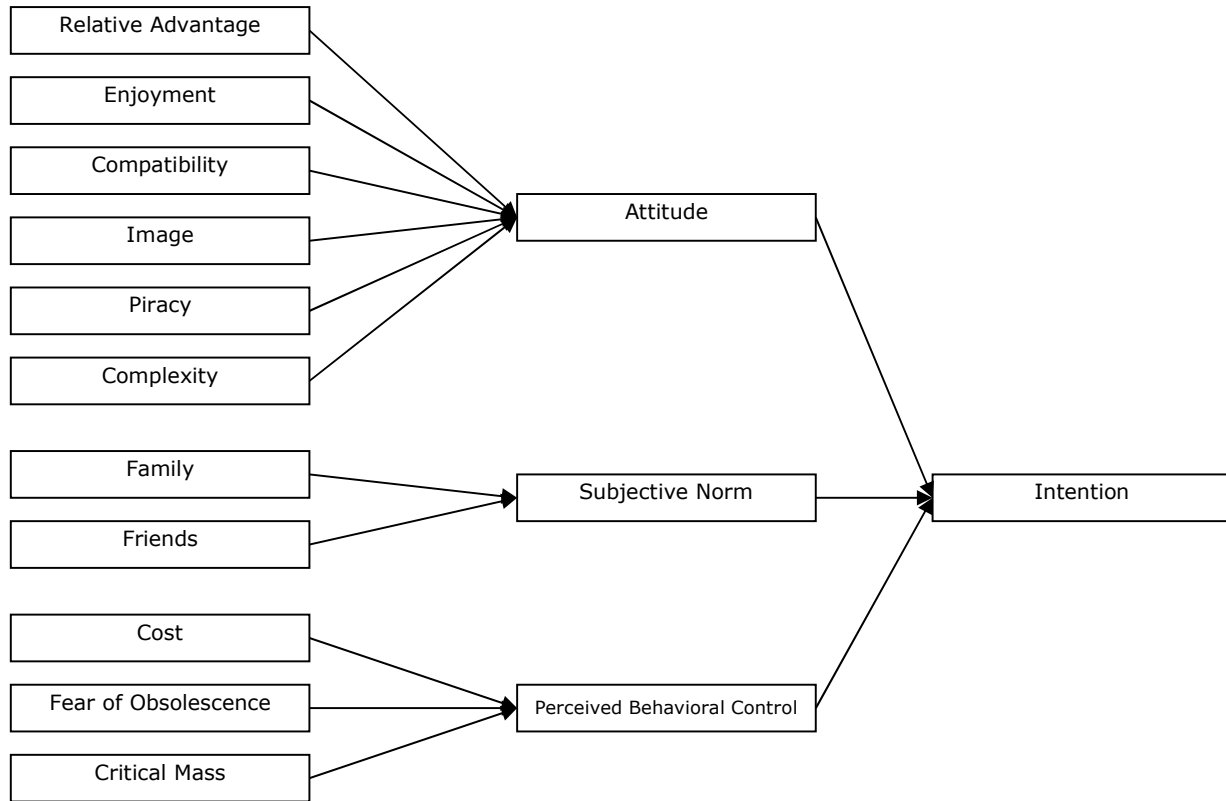 Relative Advantage
Enjoyment
Compatibility
Image
Piracy
Complexity
Attitude
Family
Friends
Subjective Norm
Intention
Cost
Fear of Obsolescence
Critical Mass
Perceived Behavioral Control